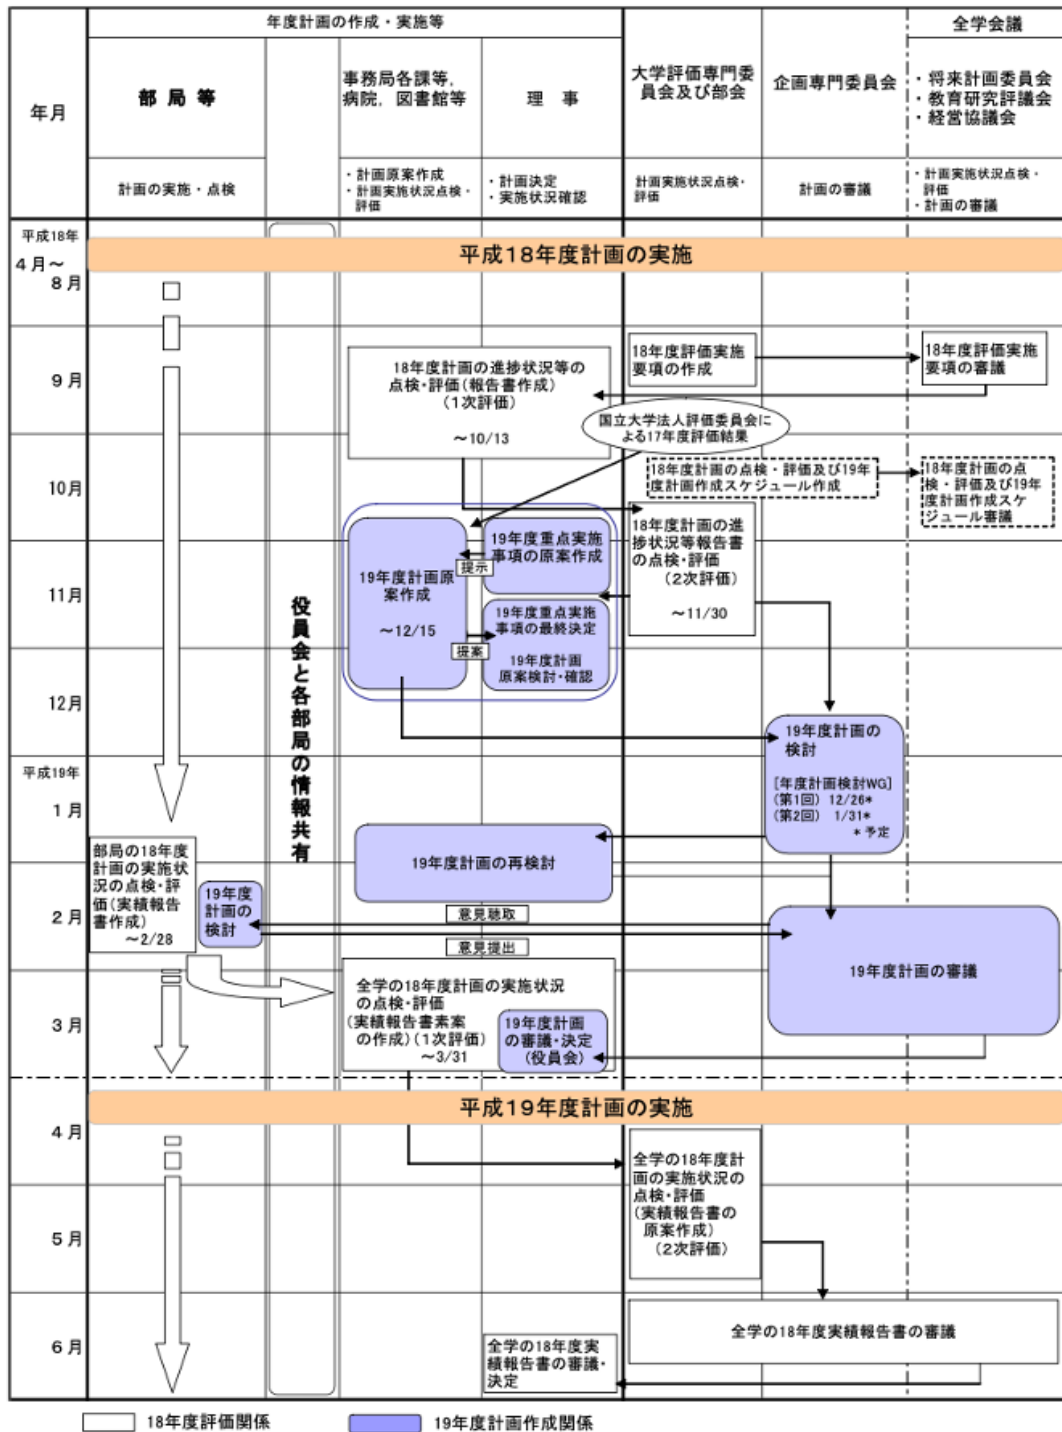 年度計画の作成・実施等
全学会議
年月
部局等
事務局各課等,
病院, 図書館等
理事
大学評価専門委
員会及び部会
企画専門委員会
・将来計画委員会
・教育研究評議会
・経営協議会
計画の実施・点検
・計画原案作成
・計画実施状況点検・
評価
・計画決定
・実施状況確認
計画実施状況点検・
評価
計画の審議
・計画実施状況点検・
評価
・計画の審議
平成18年
4月～
8月
平成18年度計画の実施
9月
18年度計画の進捗状況等の
点検・評価(報告書作成)
(1次評価)
～10/13
18年度評価実施
要項の作成
18年度評価実施
要項の審議
国立大学法人評価委員会に
よる17年度評価結果
10月
18年度計画の点検・評価及び19年
度計画作成スケジュール作成
18年度計画の点
検・評価及び19年
度計画作成スケ
ジュール審議
18年度計画の進
捗状況等報告書
の点検・評価
(2次評価)
～11/30
19年度重点実施
事項の原案作成
提示
11月
19年度計画原
案作成
～12/15
19年度重点実施
事項の最終決定
提案
19年度計画
原案検討・確認
役員会と各部局の情報共有
12月
19年度計画の
検討
[年度計画検討WG]
(第1回) 12/26*
(第2回) 1/31*
*予定
平成19年
1月
19年度計画の再検討
部局の18年度
計画の実施状
況の点検・評
価(実績報告
書作成)
～2/28
2月
19年度
計画の
検討
意見聴取
意見提出
19年度計画の審議
3月
全学の18年度計画の実施状況
の点検・評価
(実績報告書素案
の作成)(1次評価)
～3/31
19年度計画
の審議・決定
(役員会)
平成19年度計画の実施
4月
全学の18年度計
画の実施状況の
点検・評価
(実績報告書の
原案作成)
(2次評価)
5月
6月
全学の18年度実績報告書の審議
全学の18年度実
績報告書の審議・
決定
18年度評価関係
19年度計画作成関係